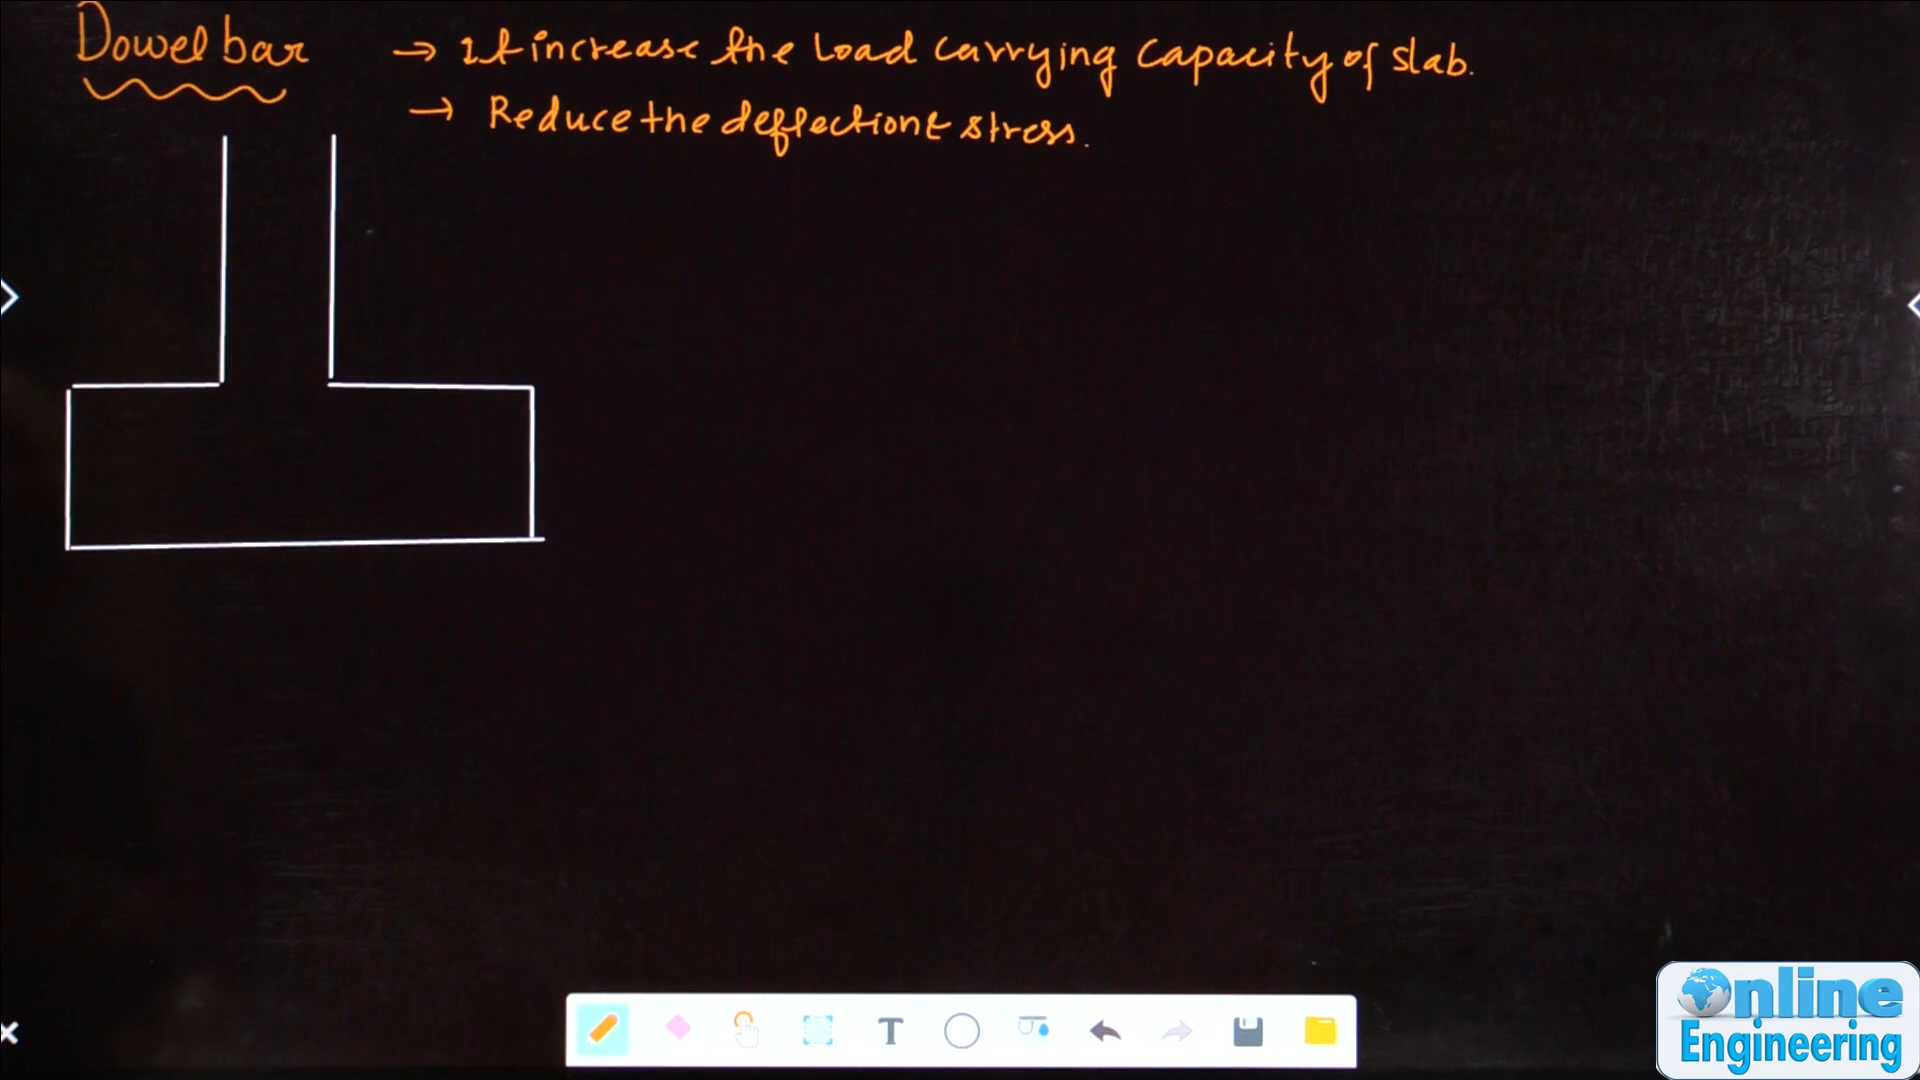 Dowel bar → It increase the Load carrying capacity of slab.
→ Reduce the deflection & stress.
T
Online
Engineering